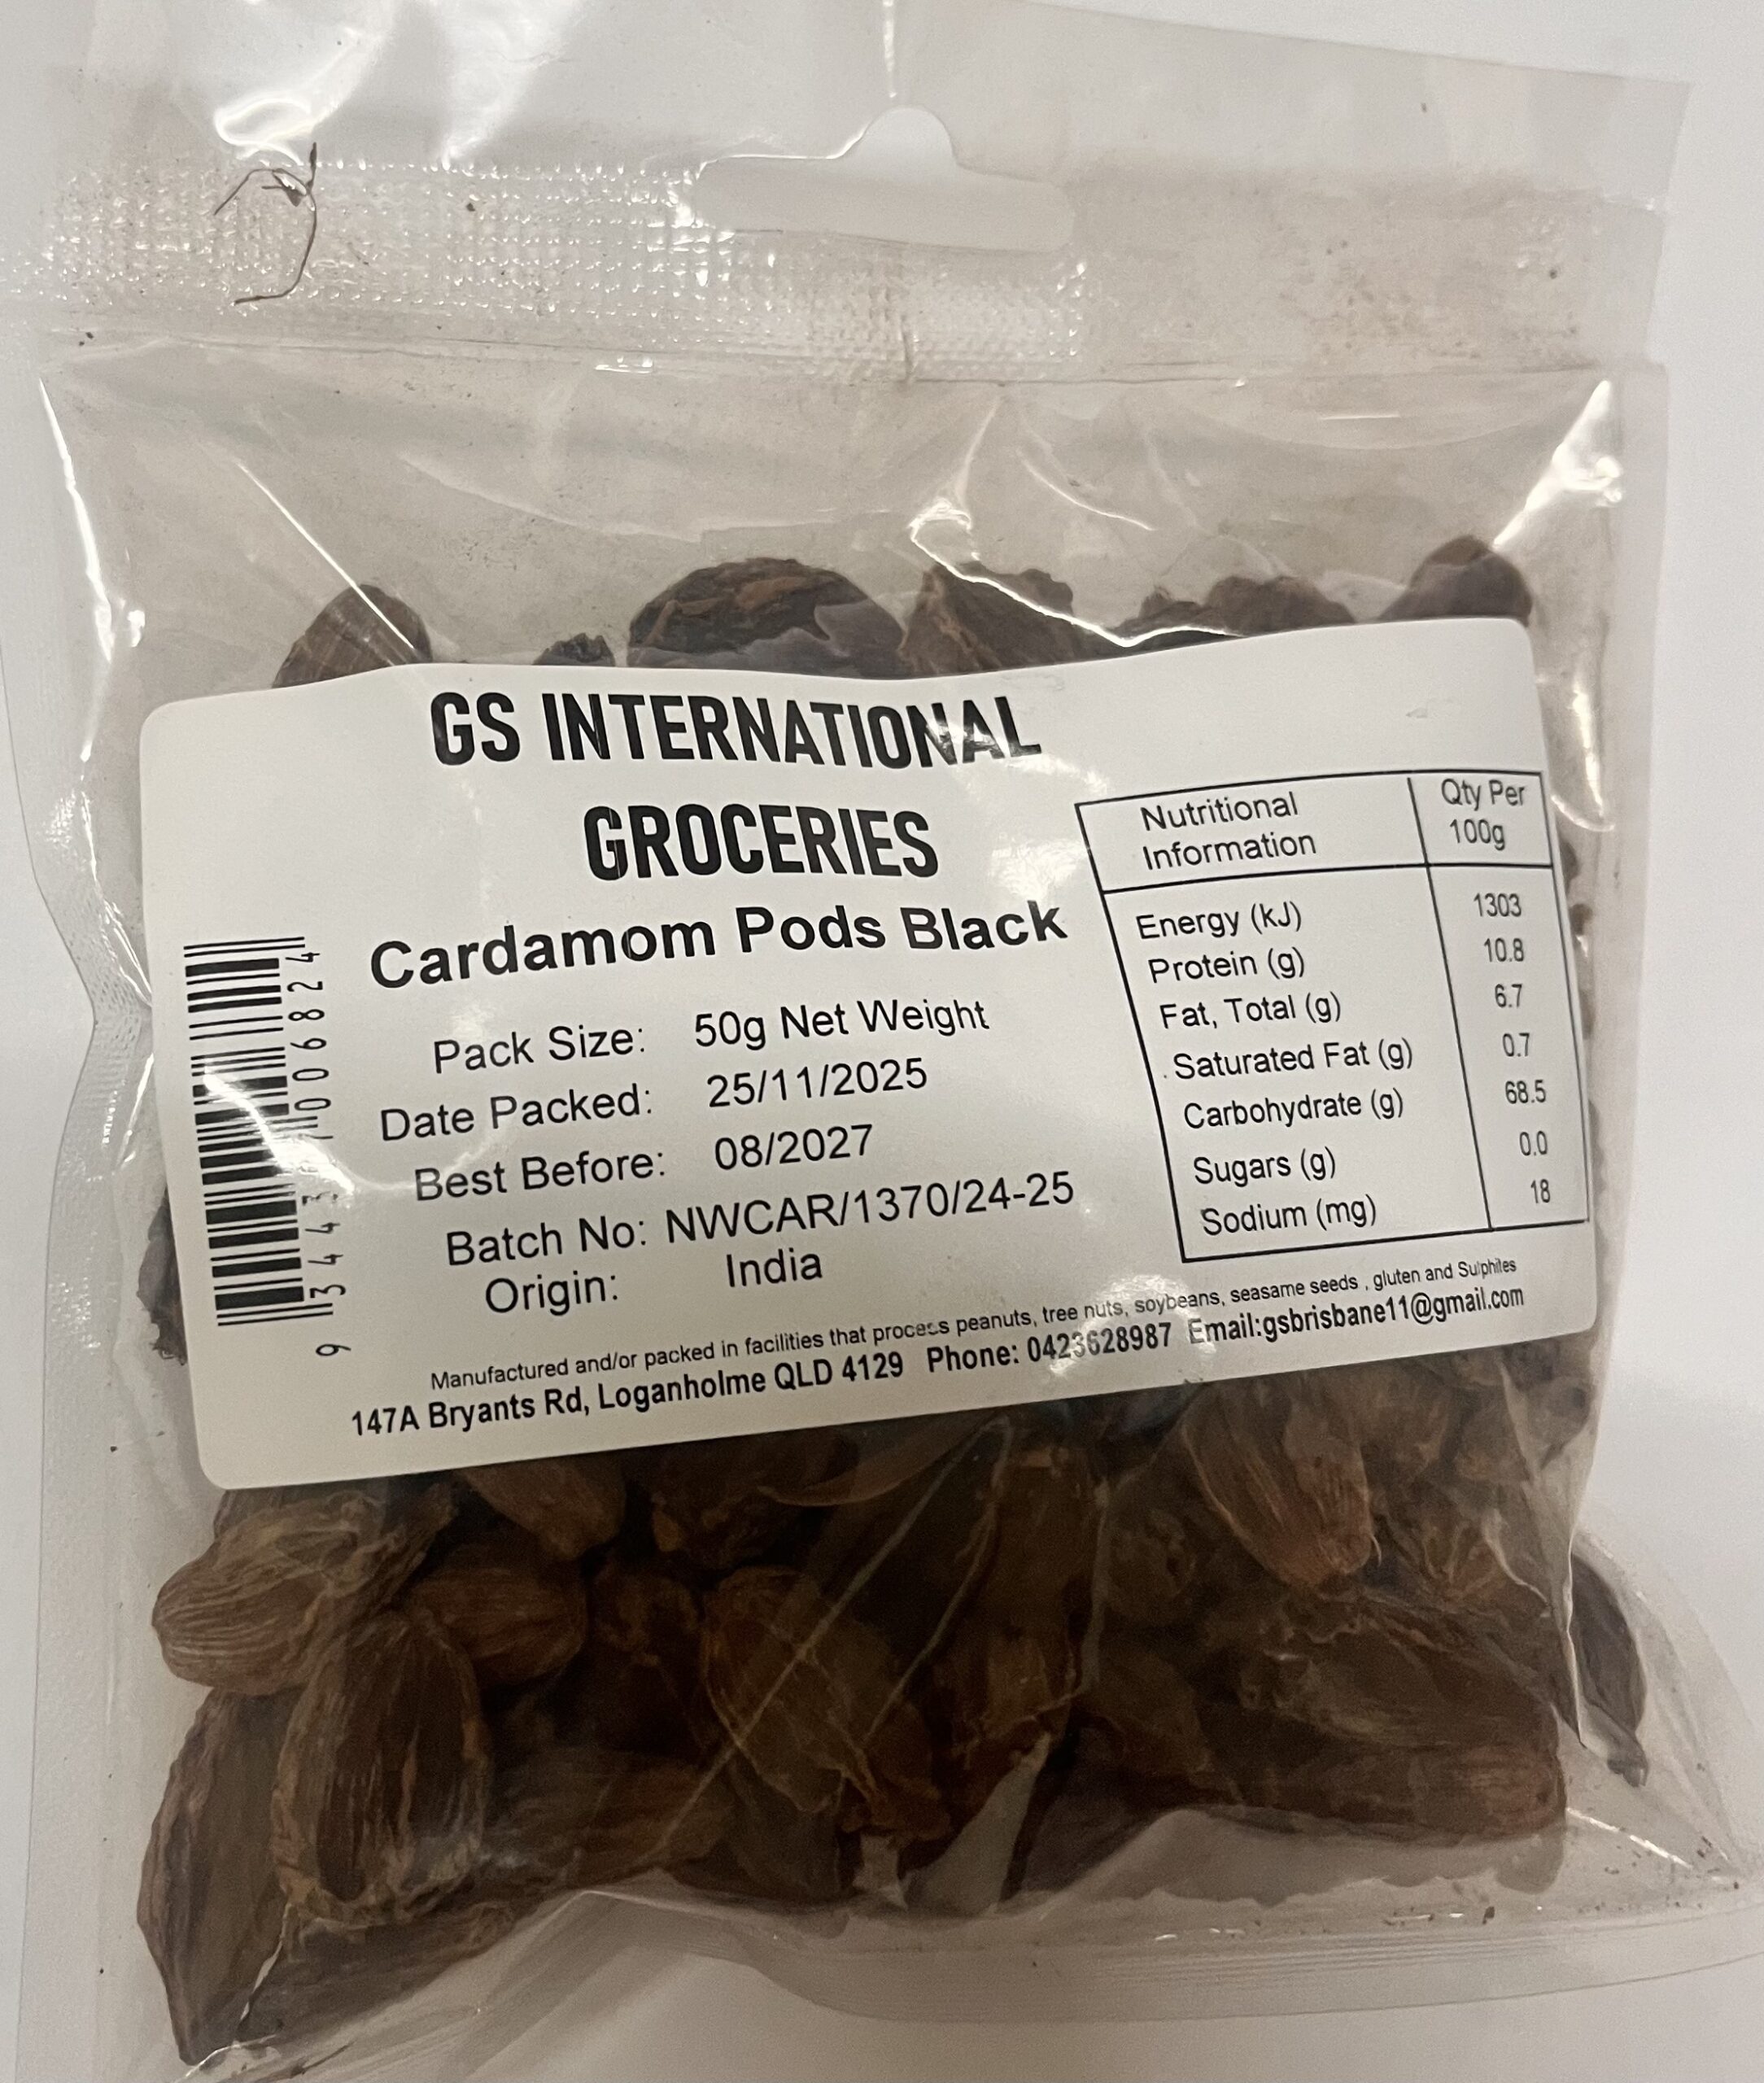 GS INTERNATIONAL
GROCERIES
Cardamom Pods Black
Pack Size: 50g Net Weight
Date Packed: 25/11/2025
Best Before: 08/2027
Batch No: NWCAR/1370/24-25
Origin: India
Nutritional Information Qty Per 100g
Energy (kJ) 1303
Protein (g) 10.8
Fat, Total (g) 6.7
Saturated Fat (g) 0.7
Carbohydrate (g) 68.5
Sugars (g) 0.0
Sodium (mg) 18
Manufactured and/or packed in facilities that process peanuts, tree nuts, soybeans, seasame seeds , gluten and Sulphites
147A Bryants Rd, Loganholme QLD 4129 Phone: 0423628987 Email:gsbrisbane11@gmail.com